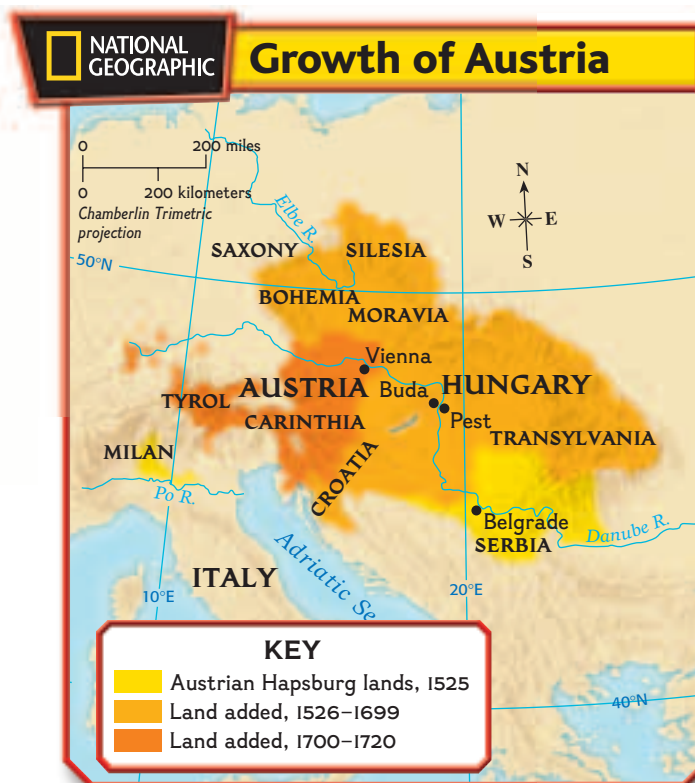 NATIONAL
GEOGRAPHIC
Growth of Austria
0 200 miles
0 200 kilometers
Chamberlin Trimetric
projection
N
W E
S
Elbe R.
SAXONY
SILESIA
50°N
BOHEMIA
MORAVIA
Vienna
AUSTRIA
Buda
HUNGARY
TYROL
Pest
CARINTHIA
TRANSYLVANIA
MILAN
CROATIA
Po R.
Belgrade
Danube R.
SERBIA
Adriatic Se
ITALY
10°E
20°E
40°N
KEY
Austrian Hapsburg lands, 1525
Land added, 1526–1699
Land added, 1700–1720